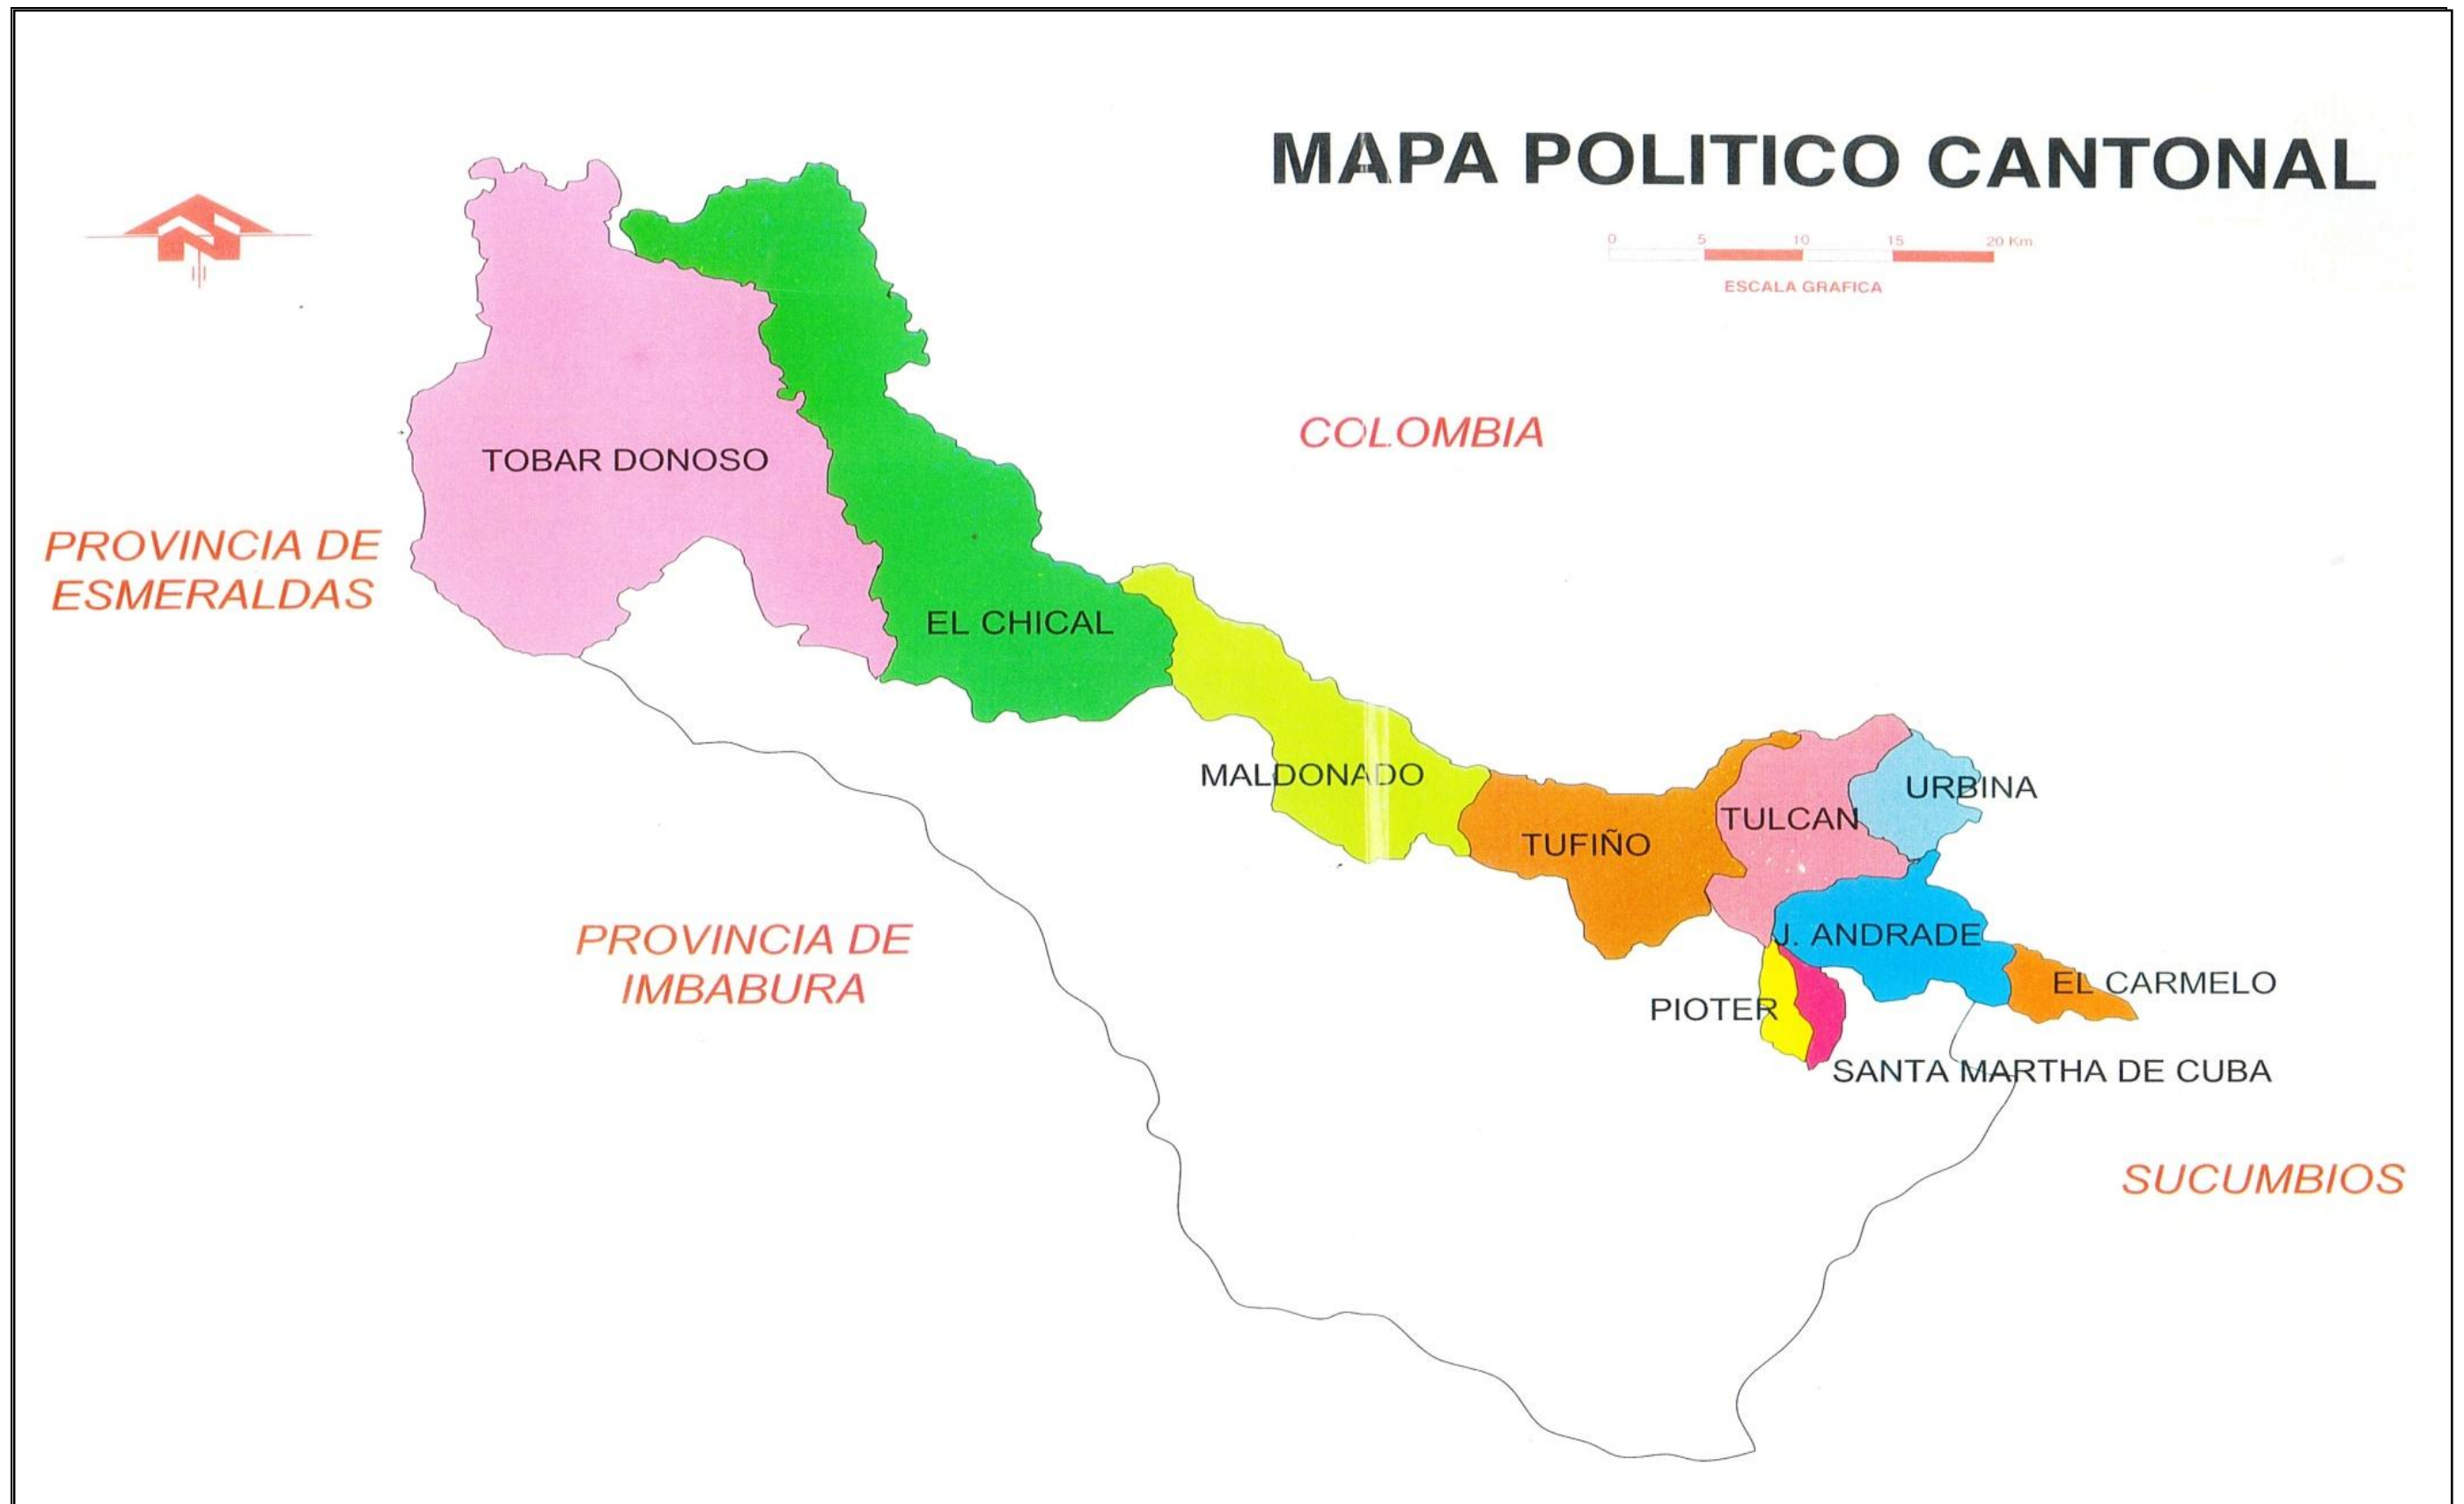 MAPA POLITICO CANTONAL
0 5 10 15 20 Km
ESCALA GRAFICA
N
COLOMBIA
TOBAR DONOSO
PROVINCIA DE
ESMERALDAS
EL CHICAL
MALDONADO
URBINA
TULCAN
TUFIÑO
PROVINCIA DE
IMBABURA
J. ANDRADE
EL CARMELO
PIOTER
SANTA MARTHA DE CUBA
SUCUMBIOS